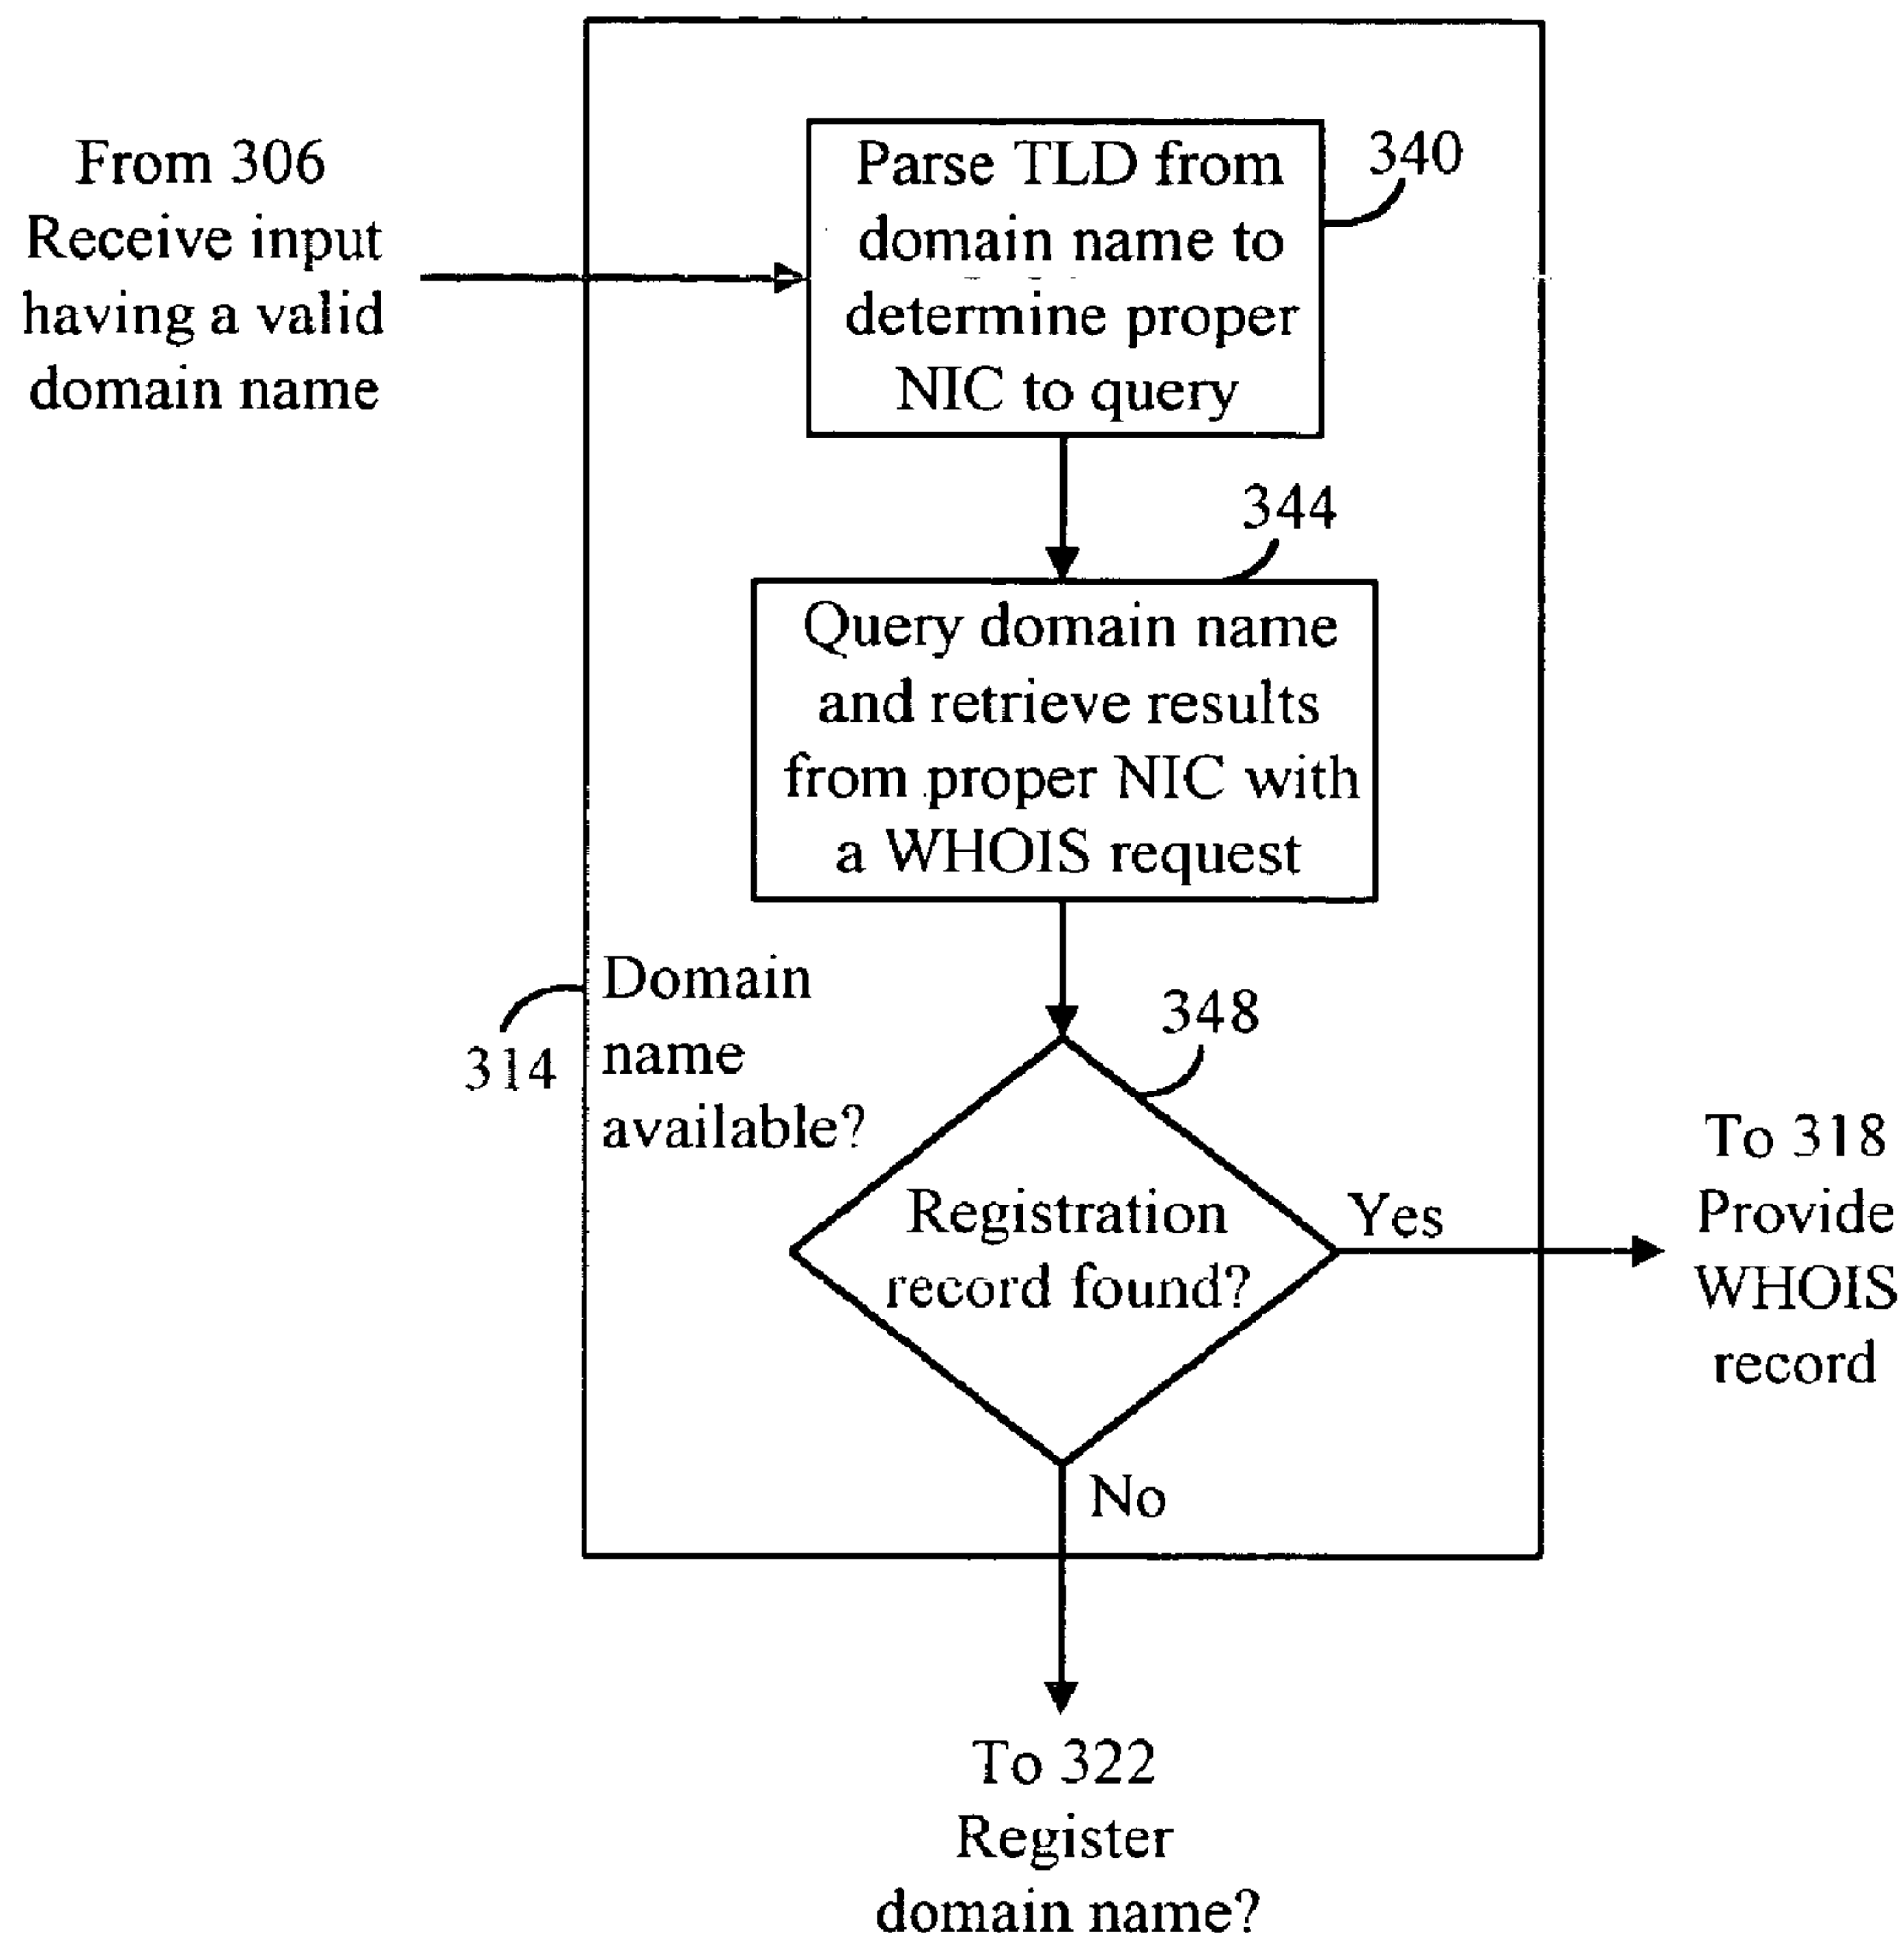 From 306
Receive input
having a valid
domain name
Parse TLD from
domain name to
determine proper
NIC to query
340
344
Query domain name
and retrieve results
from proper NIC with
a WHOIS request
Domain
name
available?
314
348
Registration
record found?
Yes
To 318
Provide
WHOIS
record
No
To 322
Register
domain name?